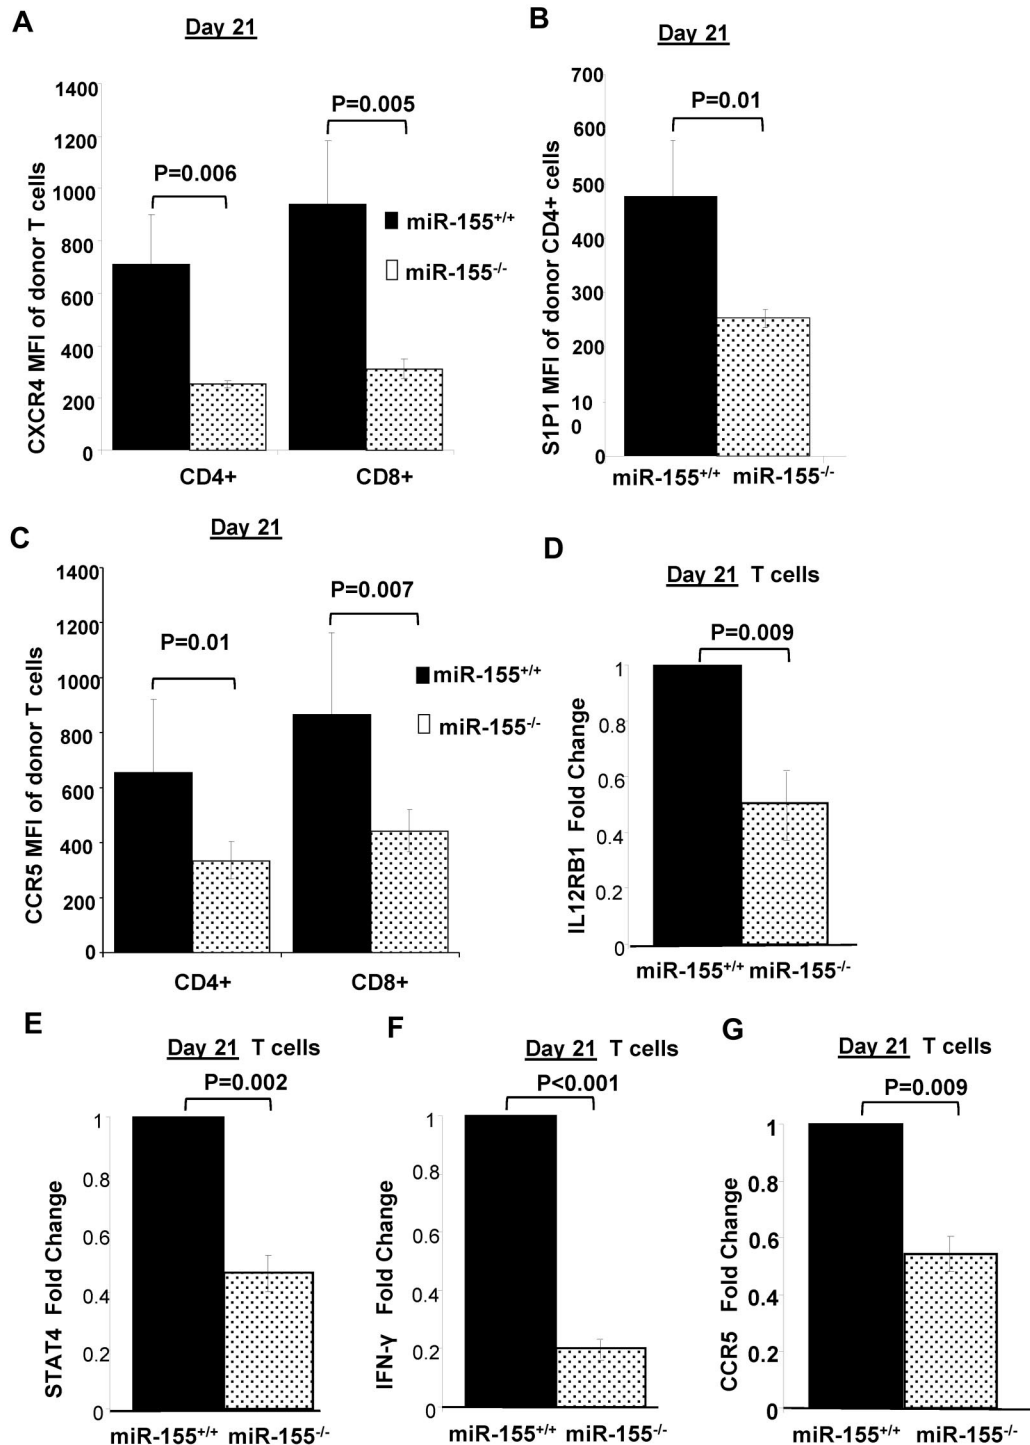 A
Day 21
CXCR4 MFI of donor T cells
1400
1200
1000
800
600
400
200
0
P=0.006
P=0.005
miR-155+/+
miR-155-/-
CD4+
CD8+
B
Day 21
S1P1 MFI of donor CD4+ cells
700
600
500
400
300
200
10
0
0
P=0.01
miR-155+/+ miR-155-/-
C
Day 21
CCR5 MFI of donor T cells
1400
1200
1000
800
600
400
200
0
P=0.01
P=0.007
miR-155+/+
miR-155-/-
CD4+
CD8+
D
Day 21 T cells
P=0.009
IL12RB1 Fold Change
1
0.8
0.6
0.4
0.2
0
miR-155+/+ miR-155-/-
E
Day 21 T cells
P=0.002
STAT4 Fold Change
1
0.8
0.6
0.4
0.2
0
miR-155+/+ miR-155-/-
F
Day 21 T cells
P<0.001
IFN-γ Fold Change
1
0.8
0.6
0.4
0.2
0
miR-155+/+ miR-155-/-
G
Day 21 T cells
P=0.009
CCR5 Fold Change
1
0.8
0.6
0.4
0.2
0
miR-155+/+ miR-155-/-